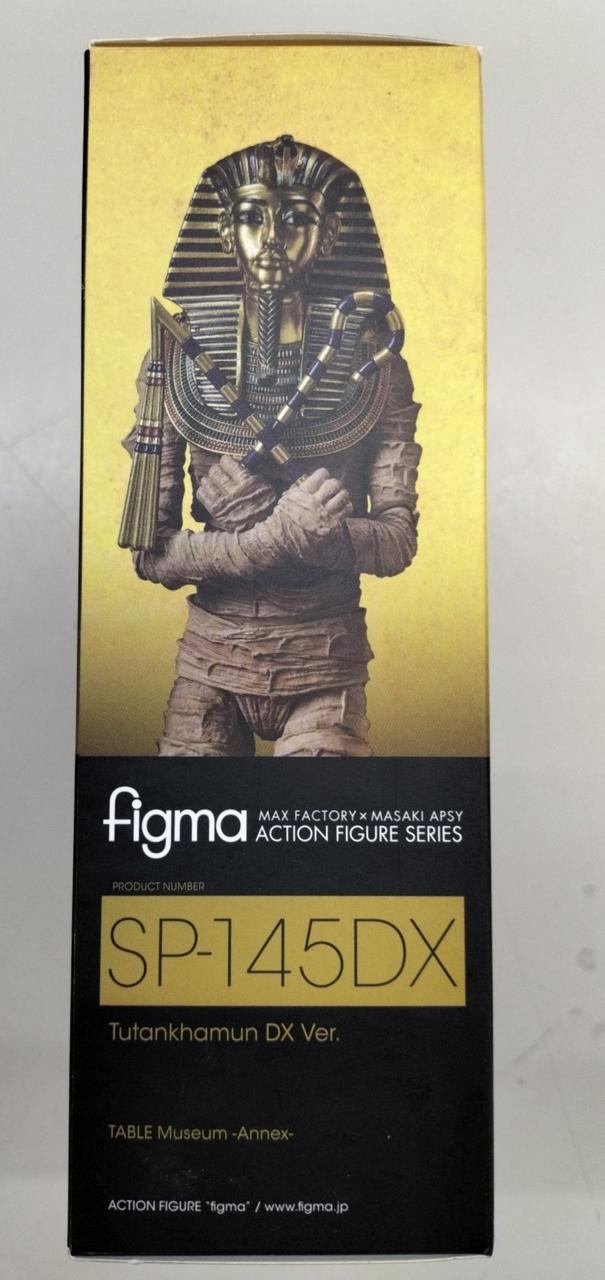 figma
MAX FACTORY × MASAKI APSY
ACTION FIGURE SERIES
PRODUCT NUMBER
SP-145DX
Tutankhamun DX Ver.
TABLE Museum -Annex-
ACTION FIGURE "figma" / www.figma.jp